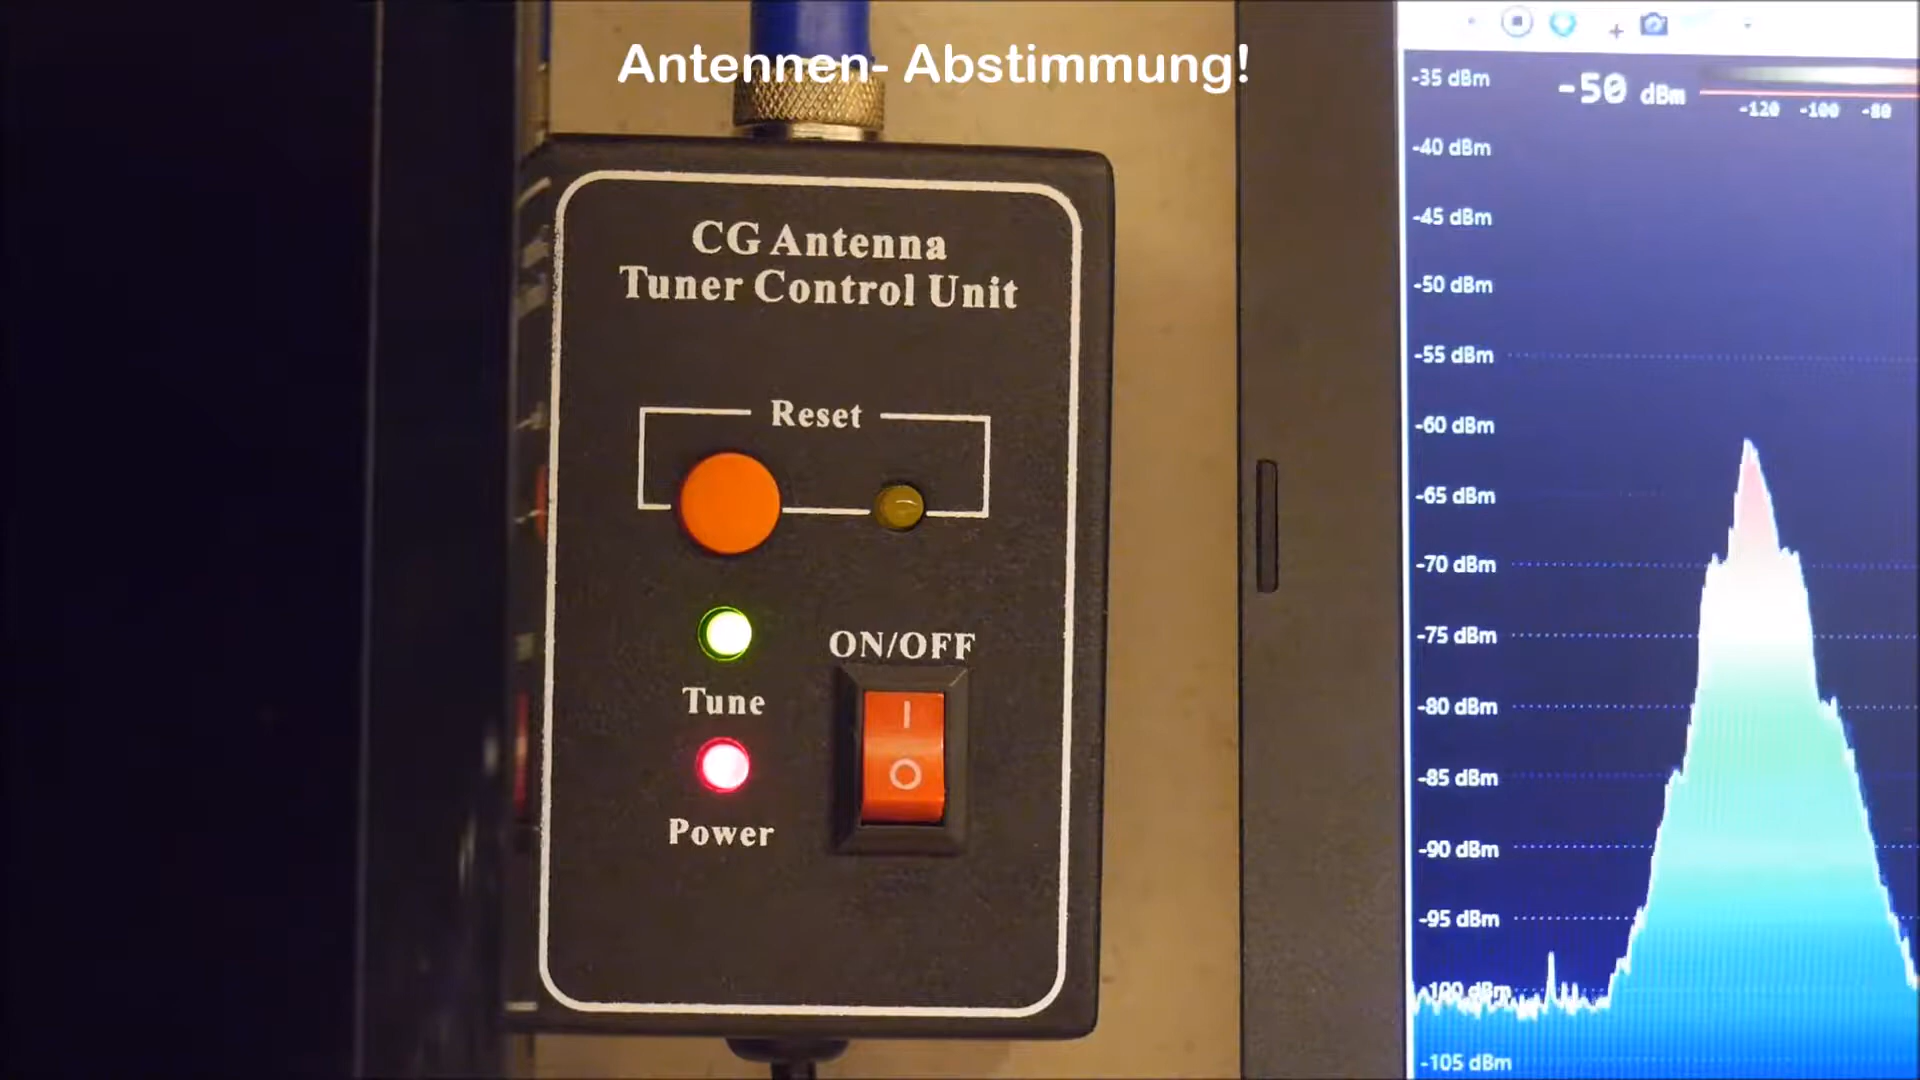 Antennen- Abstimmung!
CG Antenna
Tuner Control Unit
Reset
Tune
ON/OFF
I
O
Power
-50 dBm
-120 -100 -80
-35 dBm
-40 dBm
-45 dBm
-50 dBm
-55 dBm
-60 dBm
-65 dBm
-70 dBm
-75 dBm
-80 dBm
-85 dBm
-90 dBm
-95 dBm
-100 dBm
-105 dBm